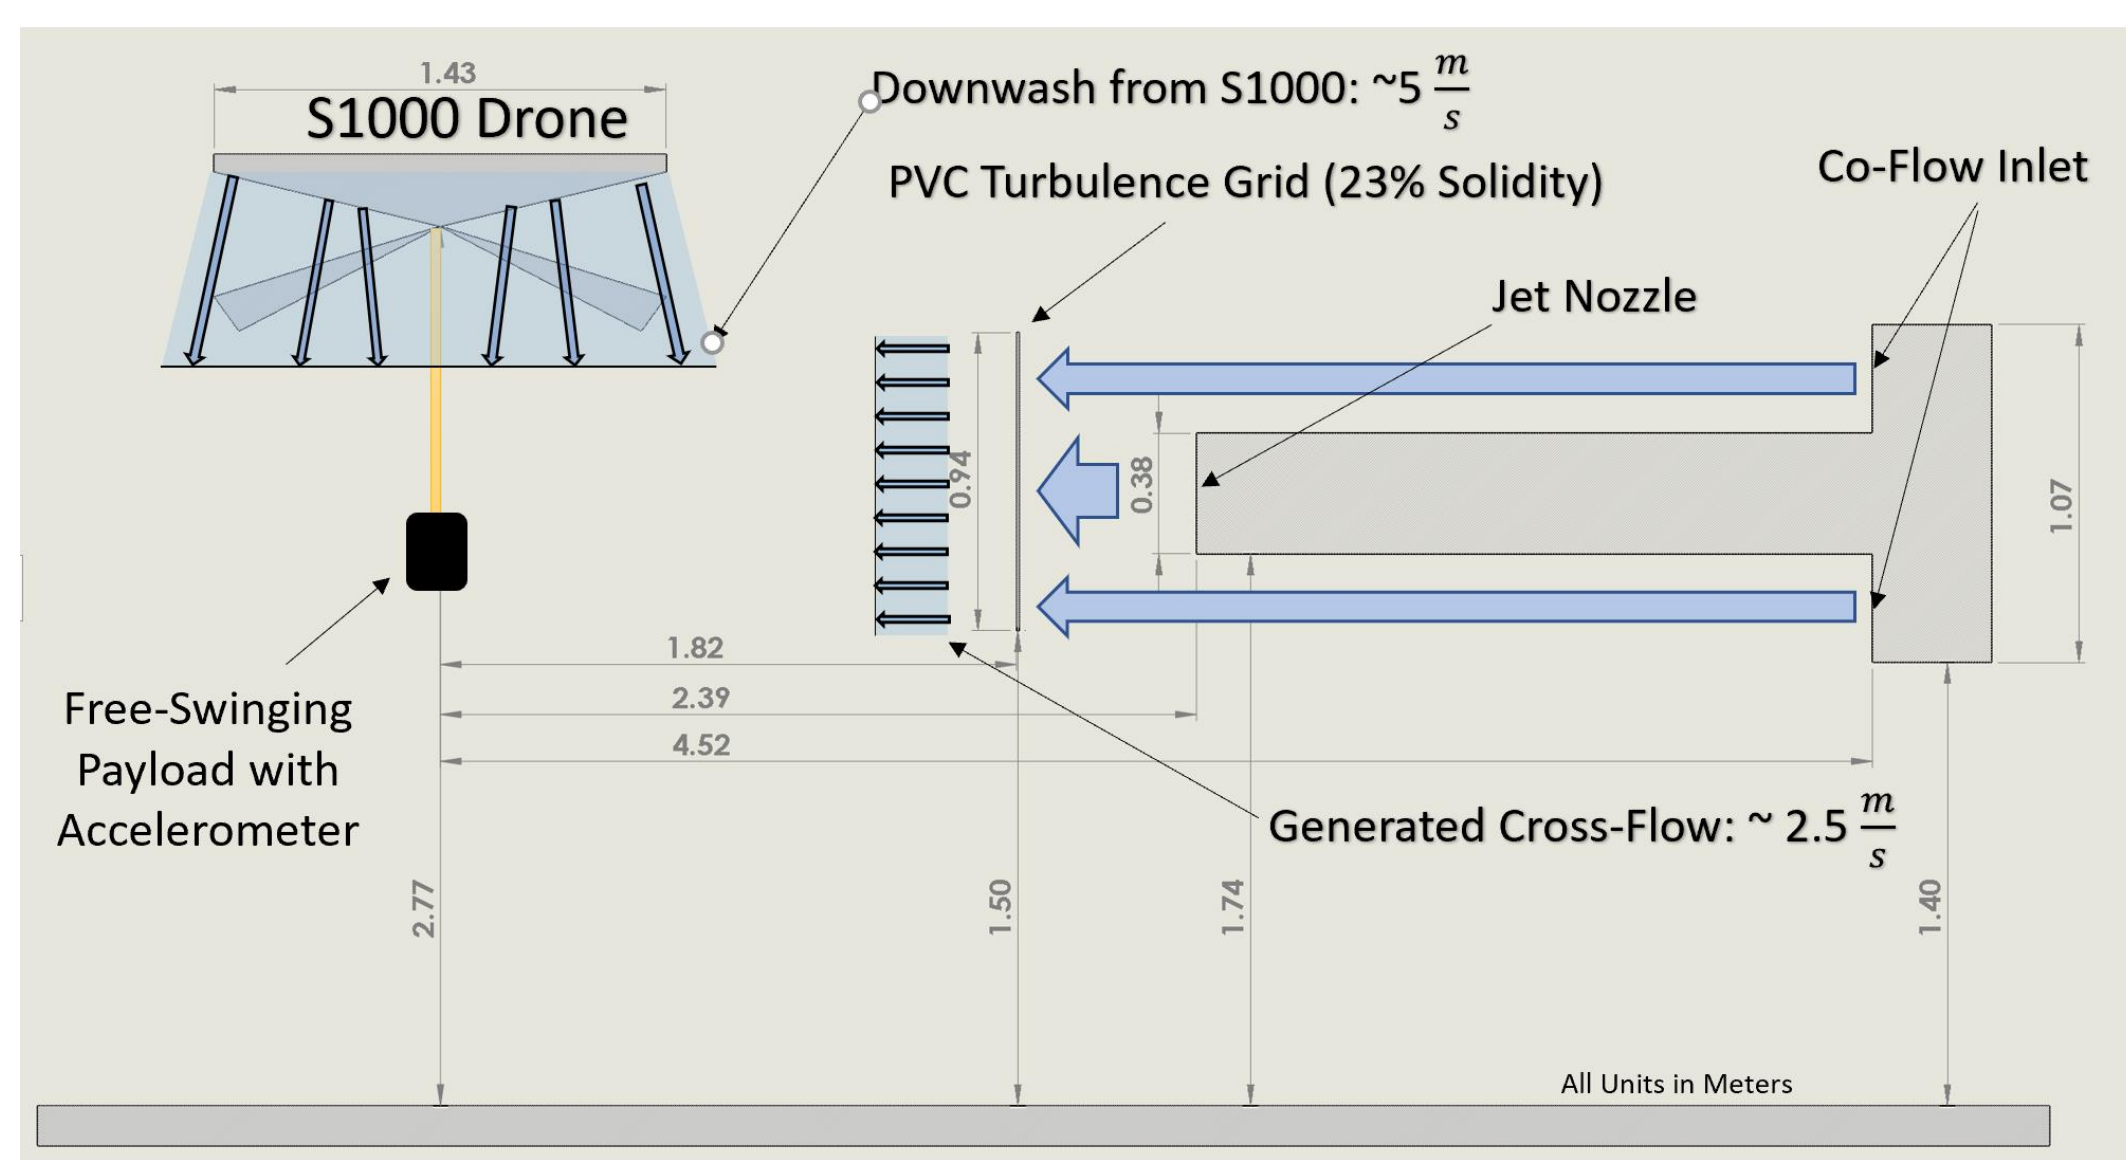 1.43
S1000 Drone
Downwash from S1000: ~5 m/s
PVC Turbulence Grid (23% Solidity)
Co-Flow Inlet
Jet Nozzle
0.94
0.38
1.07
1.82
2.39
4.52
Free-Swinging
Payload with
Accelerometer
Generated Cross-Flow: ~ 2.5 m/s
2.77
1.50
1.74
1.40
All Units in Meters